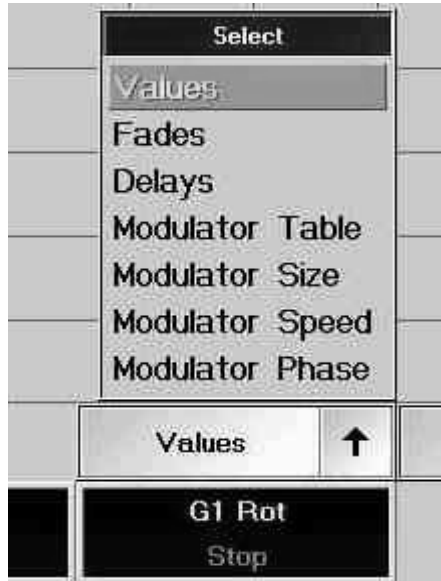 Select
Values
Fades
Delays
Modulator Table
Modulator Size
Modulator Speed
Modulator Phase
Values
G1 Rot
Stop